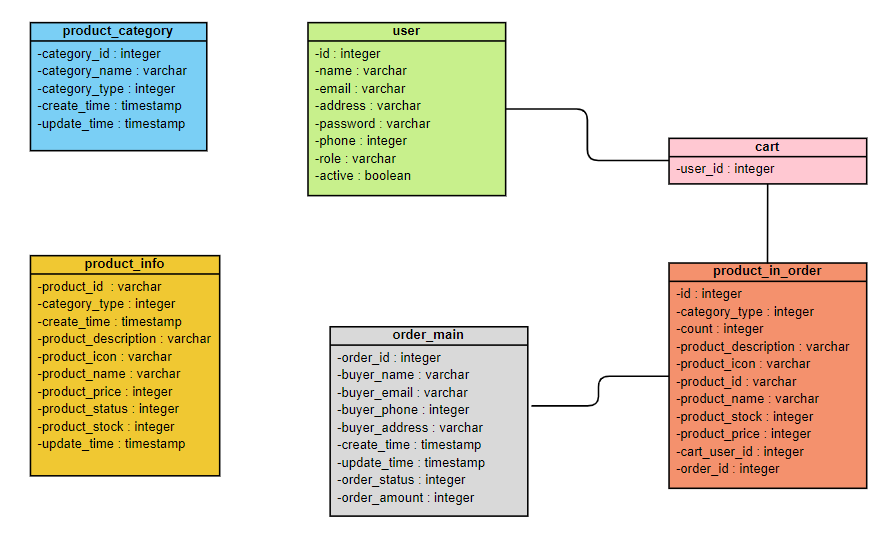 product_category
-category_id : integer
-category_name : varchar
-category_type : integer
-create_time : timestamp
-update_time : timestamp
user
-id : integer
-name : varchar
-email : varchar
-address : varchar
-password : varchar
-phone : integer
-role : varchar
-active : boolean
cart
-user_id : integer
product_info
-product_id : varchar
-category_type : integer
-create_time : timestamp
-product_description : varchar
-product_icon : varchar
-product_name : varchar
-product_price : integer
-product_status : integer
-product_stock : integer
-update_time : timestamp
order_main
-order_id : integer
-buyer_name : varchar
-buyer_email : varchar
-buyer_phone : integer
-buyer_address : varchar
-create_time : timestamp
-update_time : timestamp
-order_status : integer
-order_amount : integer
product_in_order
-id : integer
-category_type : integer
-count : integer
-product_description : varchar
-product_icon : varchar
-product_id : varchar
-product_name : varchar
-product_stock : integer
-product_price : integer
-cart_user_id : integer
-order_id : integer